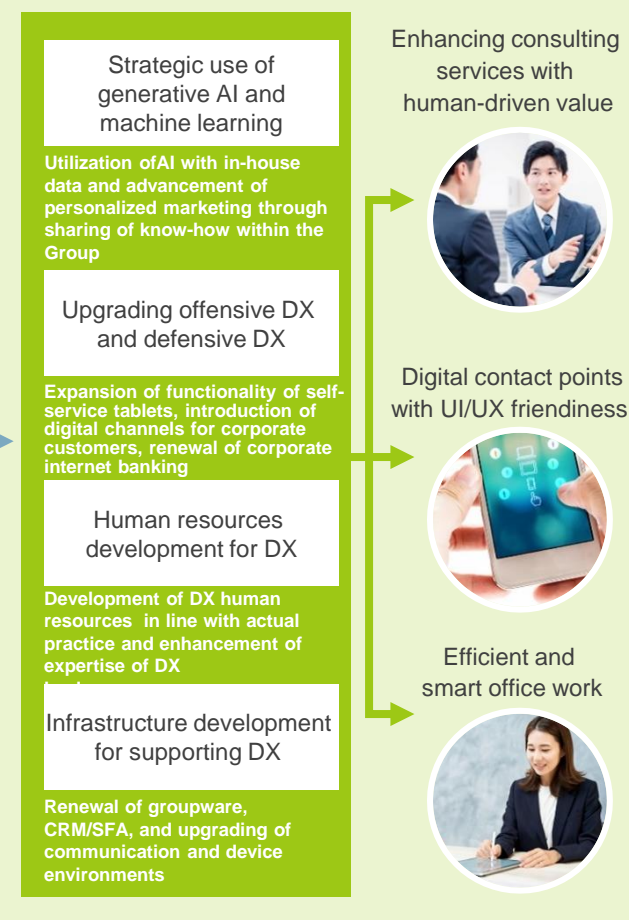 Strategic use of
generative AI and
machine learning
Utilization ofAI with in-house
data and advancement of
personalized marketing through
sharing of know-how within the
Group
Upgrading offensive DX
and defensive DX
Expansion of functionality of self-
service tablets, introduction of
digital channels for corporate
customers, renewal of corporate
internet banking
Human resources
development for DX
Development of DX human
resources in line with actual
practice and enhancement of
expertise of DX
Infrastructure development
for supporting DX
Renewal of groupware,
CRM/SFA, and upgrading of
communication and device
environments
Enhancing consulting
services with
human-driven value
Digital contact points
with UI/UX friendiness
Efficient and
smart office work